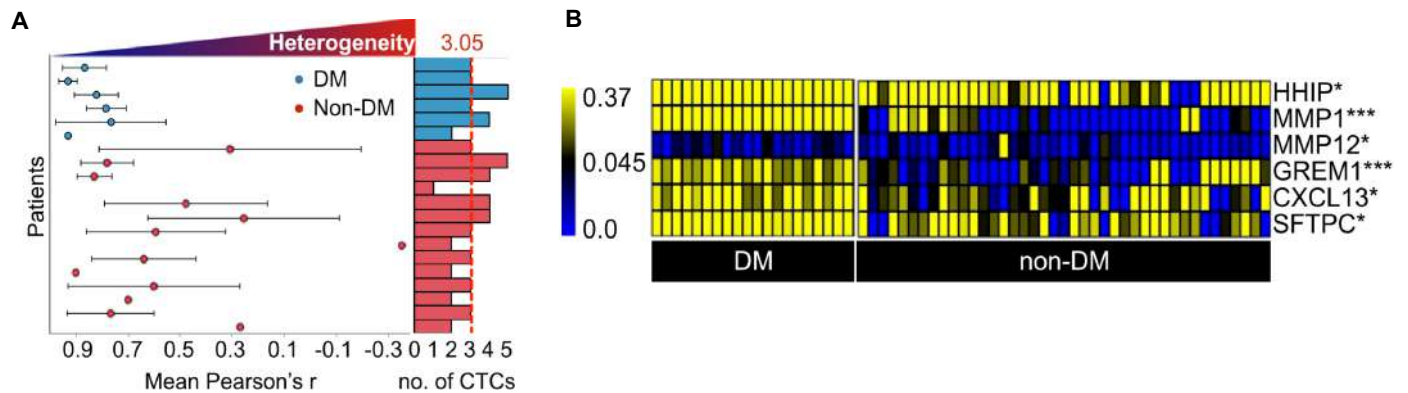 A
Heterogeneity
3.05
DM
Non-DM
Patients
0.9 0.7 0.5 0.3 0.1 -0.1 -0.3
0 1 2 3 4 5
Mean Pearson's r
no. of CTCs
B
0.37
0.045
0.0
HHIP*
MMP1***
MMP12*
GREM1***
CXCL13*
SFTPC*
DM
non-DM